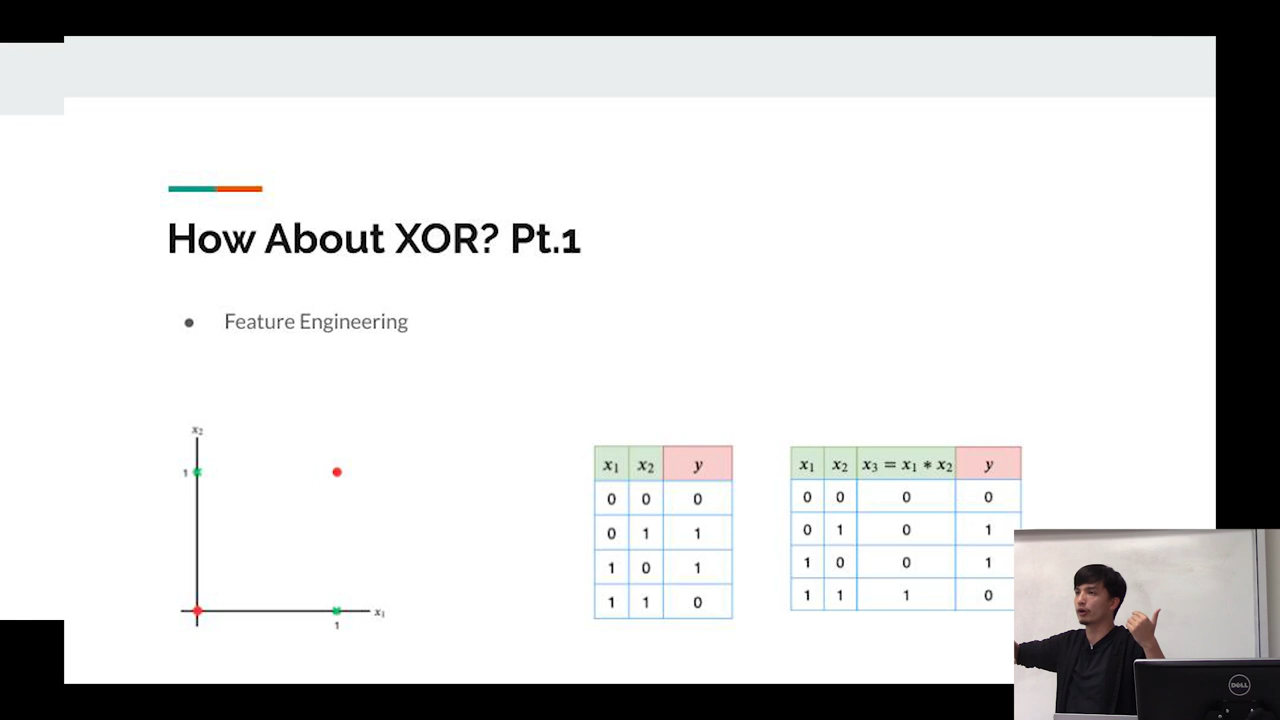 How About XOR? Pt.1
● Feature Engineering
x₂
1
x₁
1
x₁ x₂ y
0 0 0
0 1 1
1 0 1
1 1 0
x₁ x₂ x₃ = x₁ * x₂ y
0 0 0 0
0 1 0 1
1 0 0 1
1 1 1 0
DELL